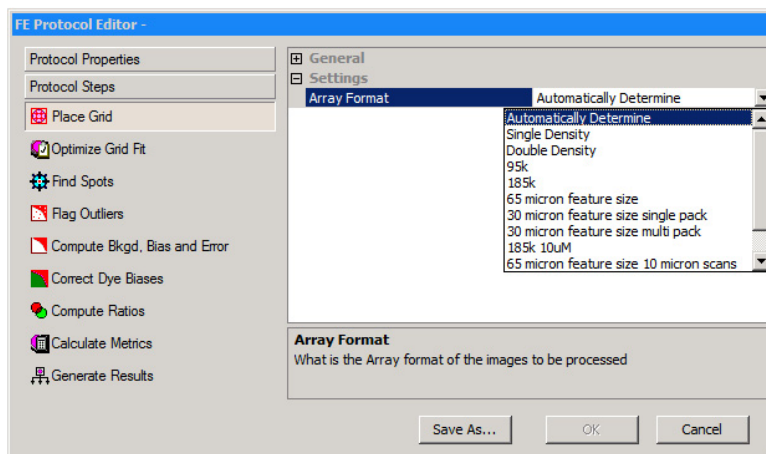 FE Protocol Editor -
Protocol Properties
Protocol Steps
Place Grid
Optimize Grid Fit
Find Spots
Flag Outliers
Compute Bkgd, Bias and Error
Correct Dye Biases
Compute Ratios
Calculate Metrics
Generate Results
General
Settings
Array Format Automatically Determine
Automatically Determine
Single Density
Double Density
95k
185k
65 micron feature size
30 micron feature size single pack
30 micron feature size multi pack
185k 10uM
65 micron feature size 10 micron scans
Array Format
What is the Array format of the images to be processed
Save As... OK Cancel